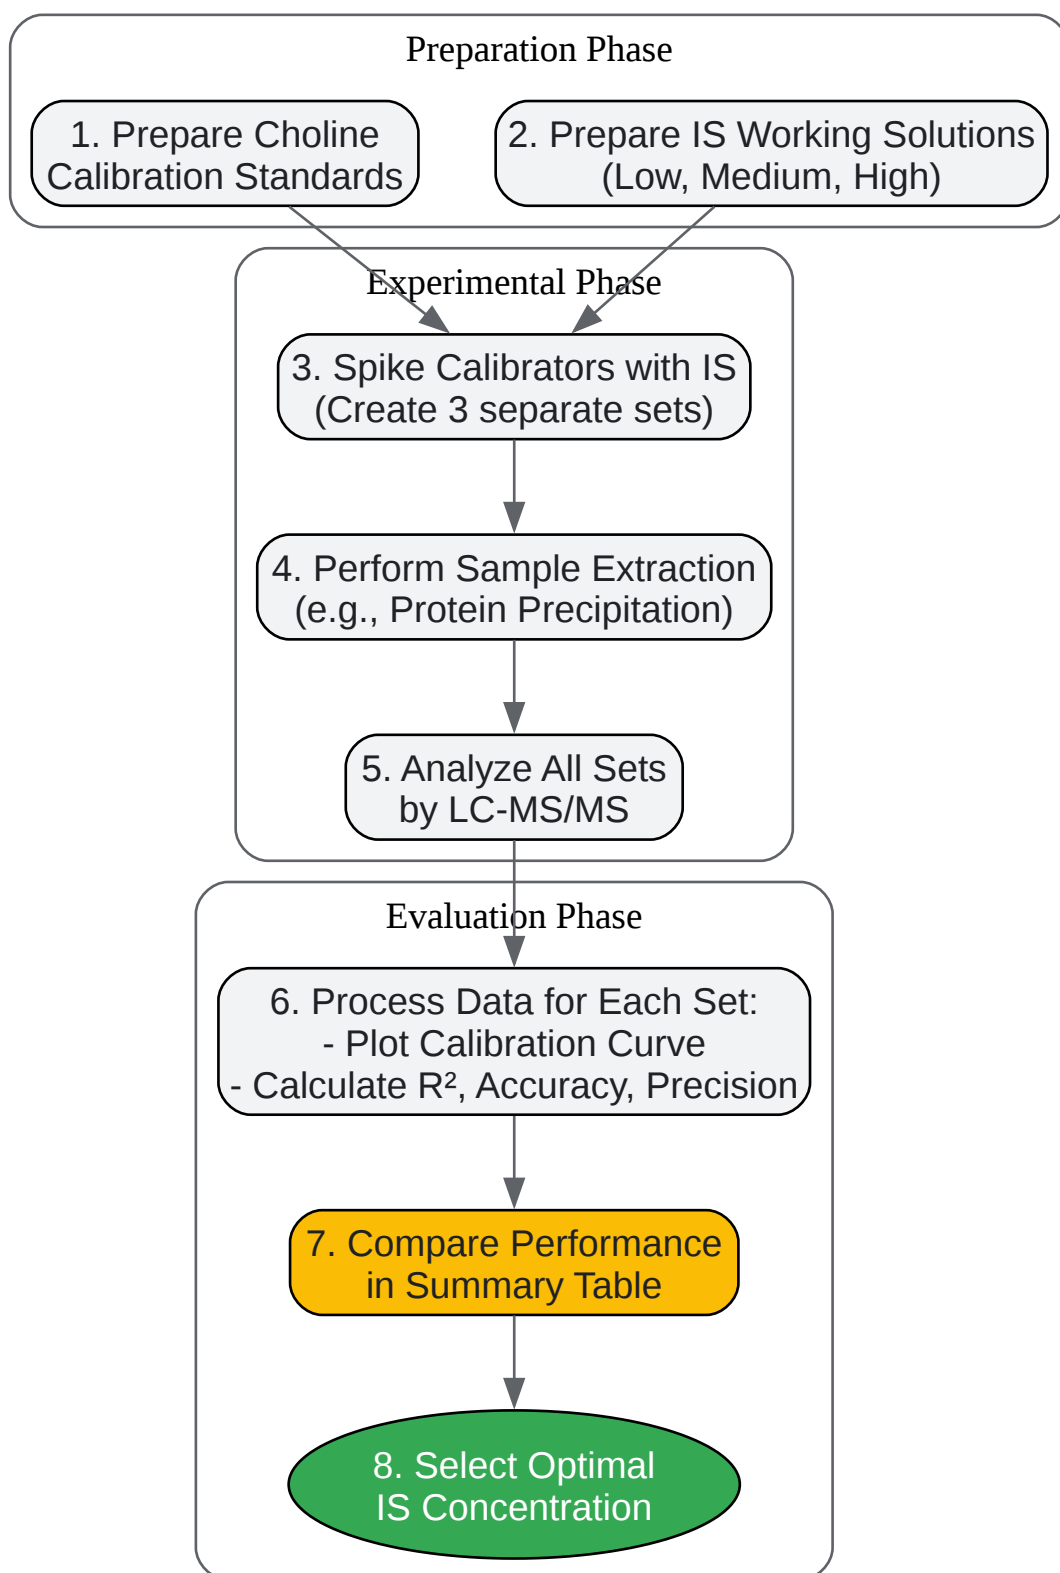 Preparation Phase
1. Prepare Choline
Calibration Standards
2. Prepare IS Working Solutions
(Low, Medium, High)
Experimental Phase
3. Spike Calibrators with IS
(Create 3 separate sets)
4. Perform Sample Extraction
(e.g., Protein Precipitation)
5. Analyze All Sets
by LC-MS/MS
Evaluation Phase
6. Process Data for Each Set:
- Plot Calibration Curve
- Calculate R², Accuracy, Precision
7. Compare Performance
in Summary Table
8. Select Optimal
IS Concentration